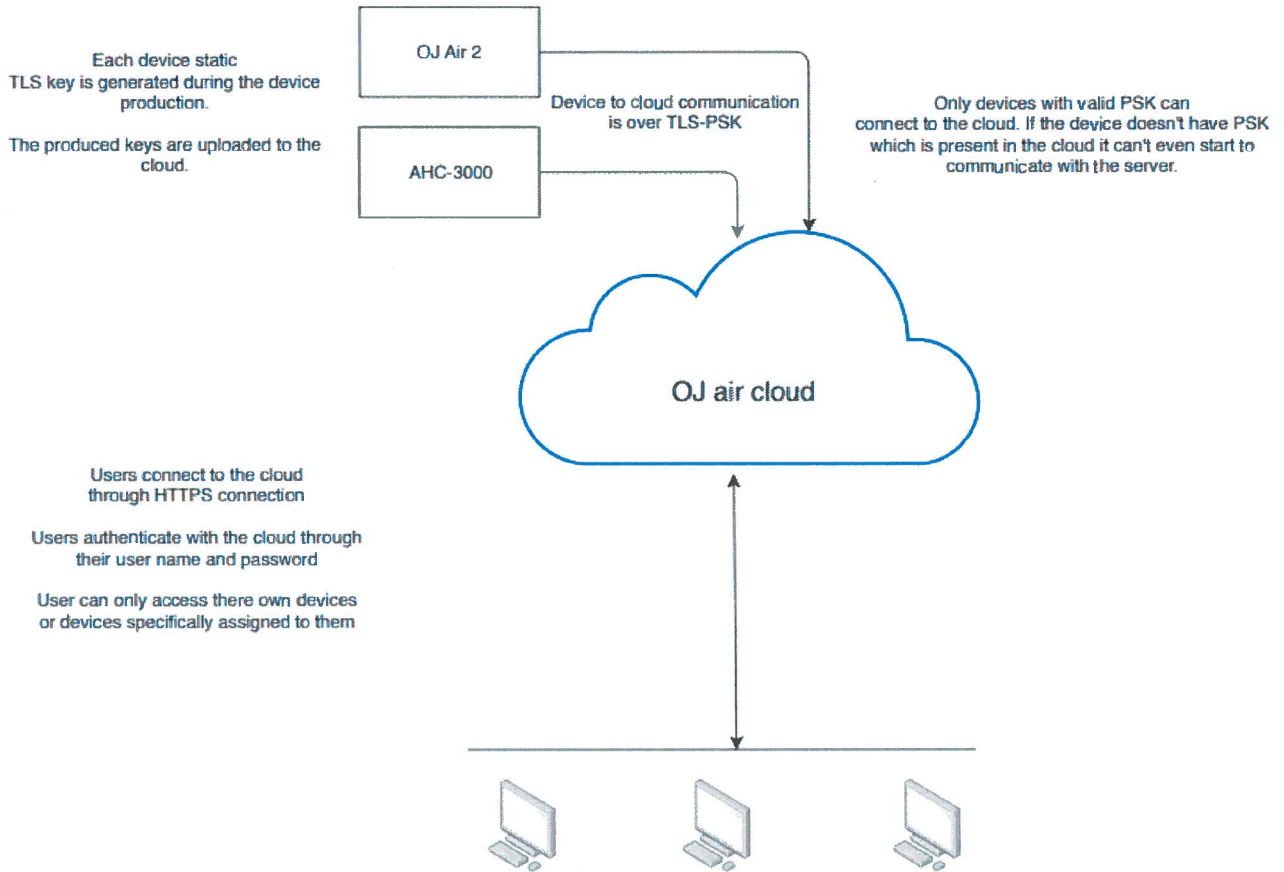 Each device static
TLS key is generated during the device
production.
The produced keys are uploaded to the
cloud.
OJ Air 2
AHC-3000
Device to cloud communication
is over TLS-PSK
Only devices with valid PSK can
connect to the cloud. If the device doesn't have PSK
which is present in the cloud it can't even start to
communicate with the server.
OJ air cloud
Users connect to the cloud
through HTTPS connection
Users authenticate with the cloud through
their user name and password
User can only access there own devices
or devices specifically assigned to them